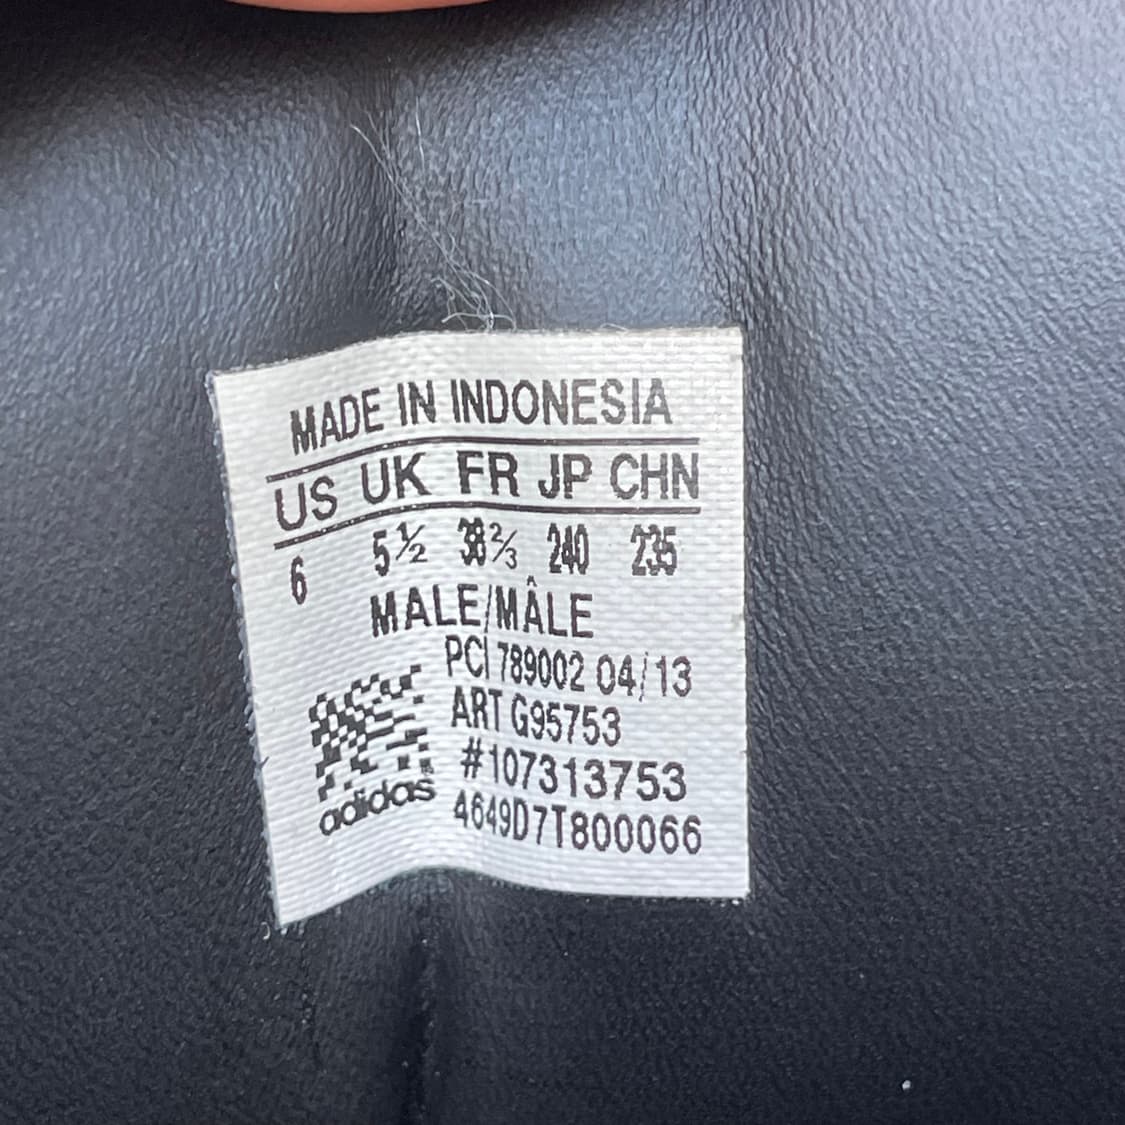 MADE IN INDONESIA
US UK FR JP CHN
6 5½ 38⅔ 240 235
MALE/MÂLE
PCI 789002 04/13
ART G95753
#107313753
adidas® 4649D7T800066